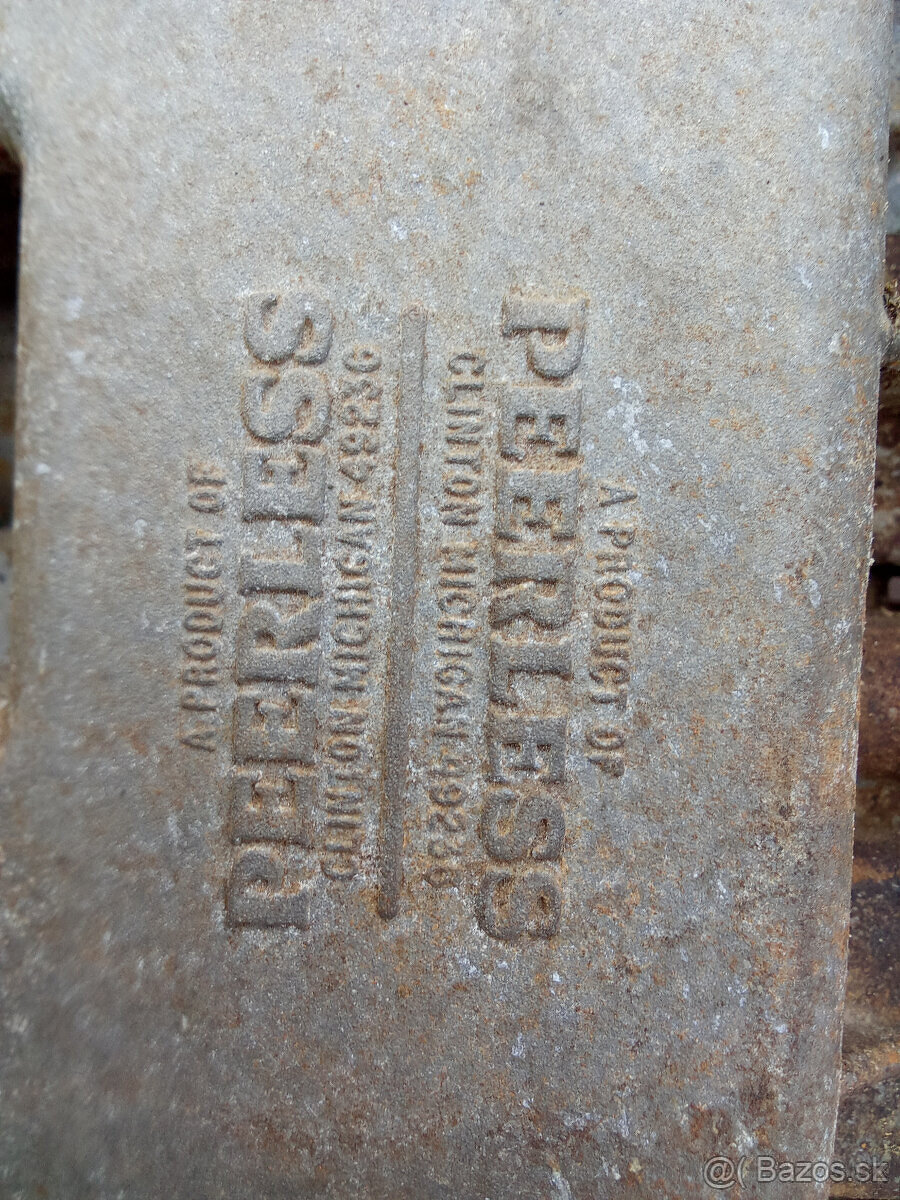 A PRODUCT OF
PEERLESS
CLINTON MICHIGAN 49236
A PRODUCT OF
PEERLESS
CLINTON MICHIGAN 49236
@( Bazos.sk